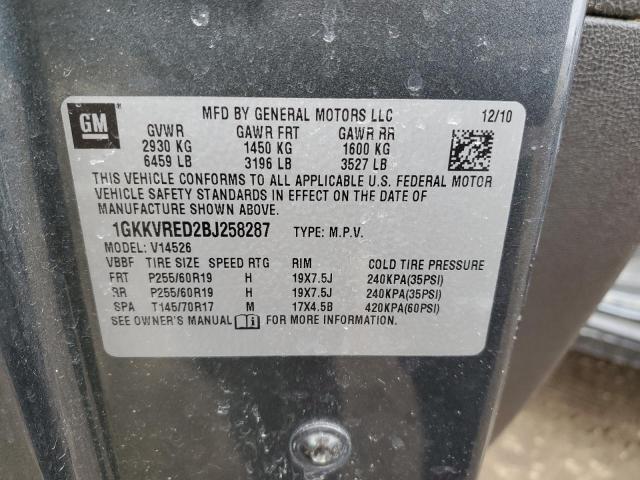 GM
MFD BY GENERAL MOTORS LLC 12/10
GVWR GAWR FRT GAWR RR
2930 KG 1450 KG 1600 KG
6459 LB 3196 LB 3527 LB
THIS VEHICLE CONFORMS TO ALL APPLICABLE U.S. FEDERAL MOTOR
VEHICLE SAFETY STANDARDS IN EFFECT ON THE DATE OF
MANUFACTURE SHOWN ABOVE.
1GKKVRED2BJ258287 TYPE: M.P.V.
MODEL: V14526
VBBF TIRE SIZE SPEED RTG RIM COLD TIRE PRESSURE
FRT P255/60R19 H 19X7.5J 240KPA(35PSI)
RR P255/60R19 H 19X7.5J 240KPA(35PSI)
SPA T145/70R17 M 17X4.5B 420KPA(60PSI)
SEE OWNER'S MANUAL FOR MORE INFORMATION.